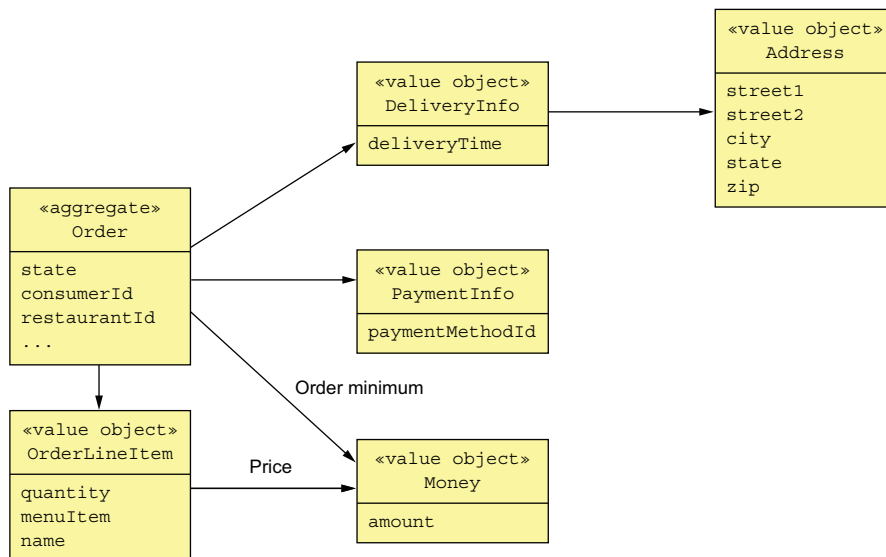 «value object»
Address
street1
street2
city
state
zip
«value object»
DeliveryInfo
deliveryTime
«aggregate»
Order
state
consumerId
restaurantId
...
«value object»
PaymentInfo
paymentMethodId
Order minimum
«value object»
OrderLineItem
quantity
menuItem
name
Price
«value object»
Money
amount